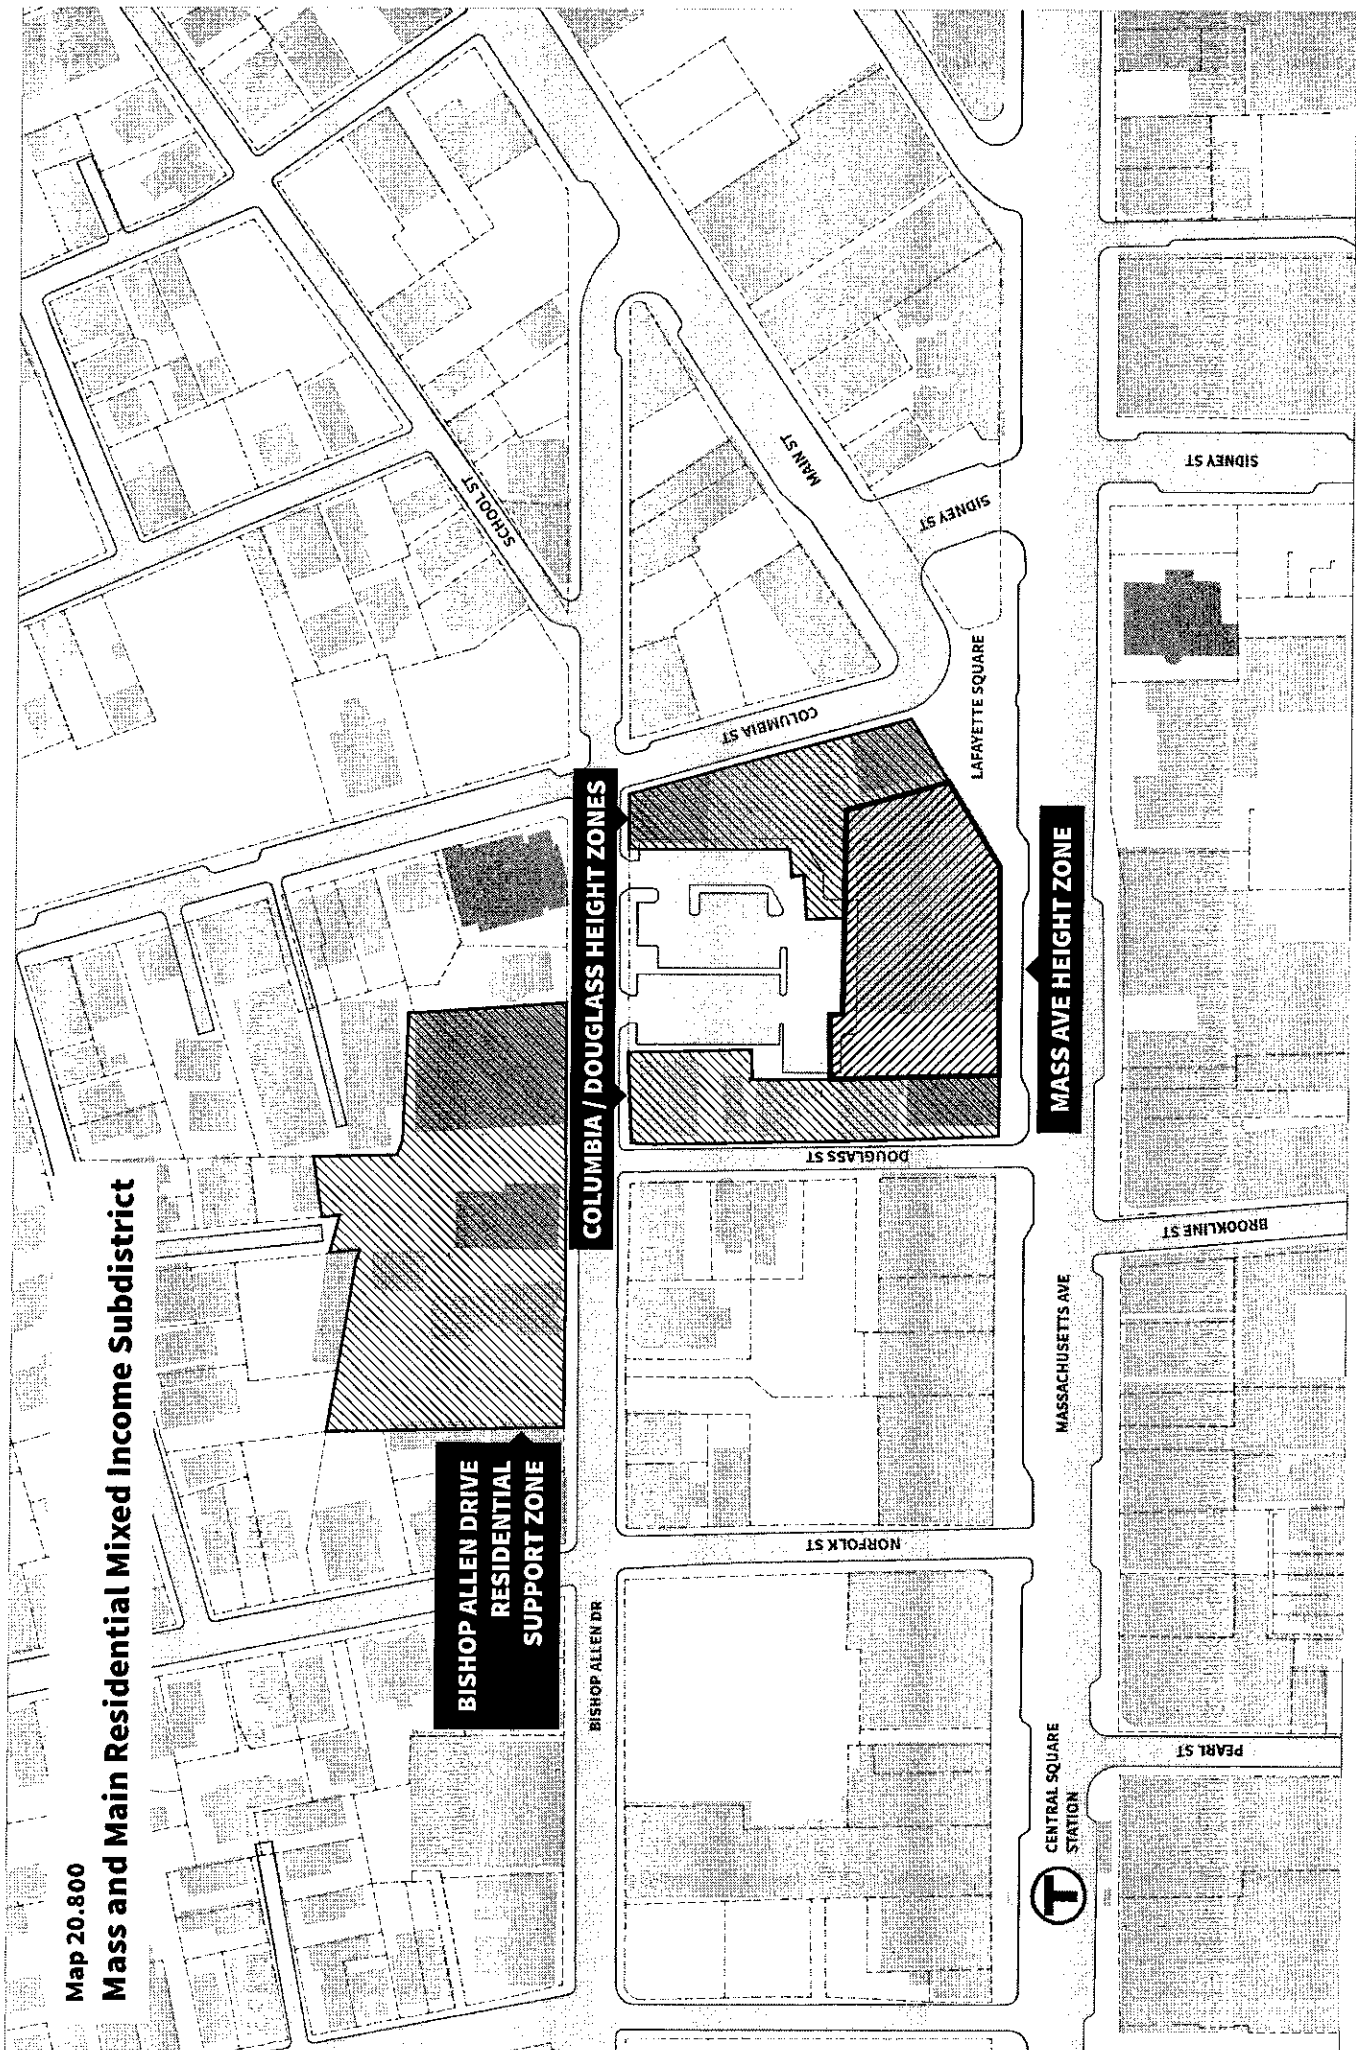 Map 20.800
Mass and Main Residential Mixed Income Subdistrict
SCHOOL ST
MAIN ST
SIDNEY ST
SIDNEY ST
COLUMBIA ST
LAFAYETTE SQUARE
COLUMBIA / DOUGLASS HEIGHT ZONES
MASS AVE HEIGHT ZONE
DOUGLASS ST
BROOKLINE ST
BISHOP ALLEN DRIVE
RESIDENTIAL
SUPPORT ZONE
MASSACHUSETTS AVE
NORFOLK ST
BISHOP ALLEN DR
PEARL ST
T
CENTRAL SQUARE
STATION